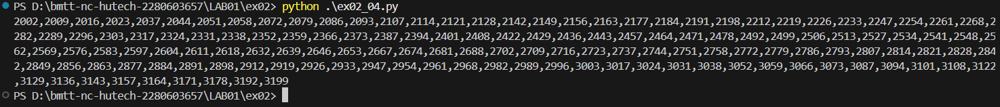 PS D:\bmtt-nc-hutech-2280603657\LAB01\ex02> python .\ex02_04.py
2002,2009,2016,2023,2037,2044,2051,2058,2072,2079,2086,2093,2107,2114,2121,2128,2142,2149,2156,2163,2177,2184,2191,2198,2212,2219,2226,2233,2247,2254,2261,2268,2
282,2289,2296,2303,2317,2324,2331,2338,2352,2359,2366,2373,2387,2394,2401,2408,2422,2429,2436,2443,2457,2464,2471,2478,2492,2499,2506,2513,2527,2534,2541,2548,25
62,2569,2576,2583,2597,2604,2611,2618,2632,2639,2646,2653,2667,2674,2681,2688,2702,2709,2716,2723,2737,2744,2751,2758,2772,2779,2786,2793,2807,2814,2821,2828,284
2,2849,2856,2863,2877,2884,2891,2898,2912,2919,2926,2933,2947,2954,2961,2968,2982,2989,2996,3003,3017,3024,3031,3038,3052,3059,3066,3073,3087,3094,3101,3108,3122
,3129,3136,3143,3157,3164,3171,3178,3192,3199
PS D:\bmtt-nc-hutech-2280603657\LAB01\ex02>